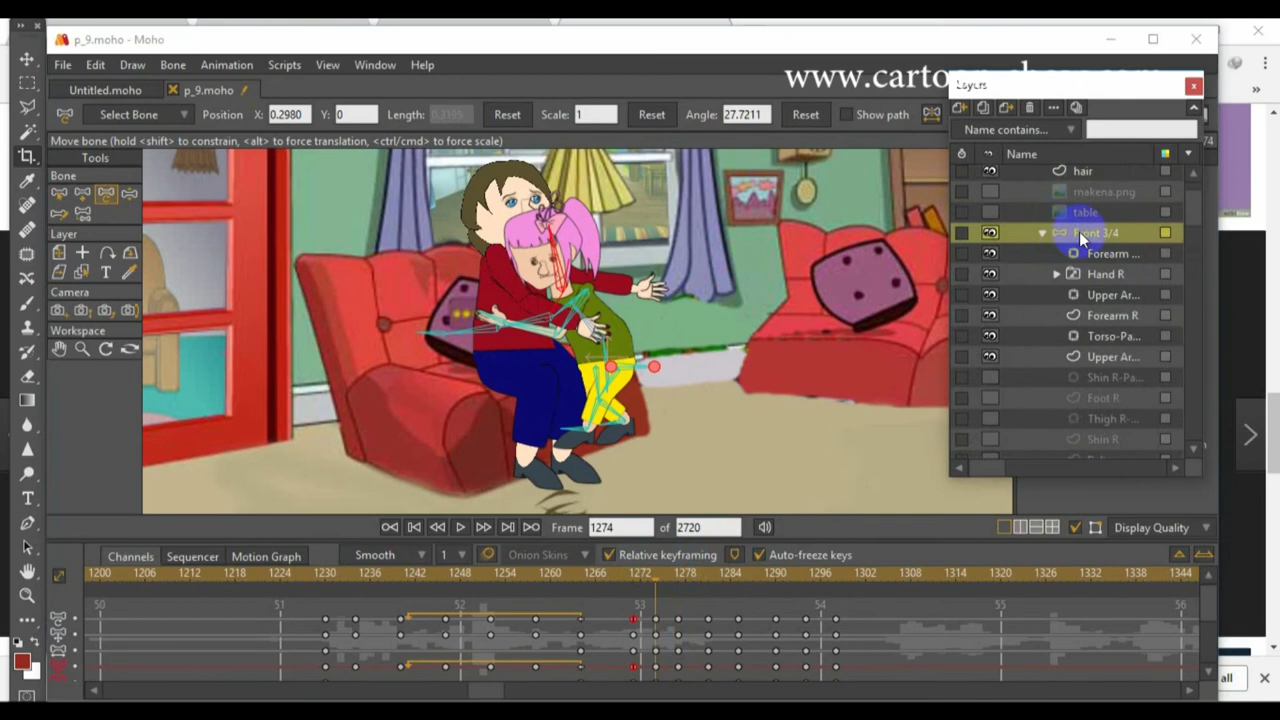 p_9.moho - Moho
File Edit Draw Bone Animation Scripts View Window Help
Untitled.moho
p_9.moho
Layers
Select Bone Position X: 0.2980 Y: 0 Length: Reset Scale: 1 Reset Angle: 27.7211 Reset Show path
Name contains...
Move bone (hold <shift> to constrain, <alt> to force translation, <ctrl/cmd> to force scale)
Tools
Name
Bone
hair
makena.png
table
Layer
Front 3/4
Forearm ...
Hand R
Camera
Upper Ar...
Forearm R
Workspace
Torso-Pa...
Upper Ar...
Shin R-Pa...
Foot R
Thigh R-...
Shin R
Frame 1274 of 2720 Display Quality
Channels Sequencer Motion Graph Smooth 1 Onion Skins Relative keyframing Auto-freeze keys
1200 1206 1212 1218 1224 1230 1236 1242 1248 1254 1260 1266 1272 1278 1284 1290 1296 1302 1308 1314 1320 1326 1332 1338 1344
50 51 52 53 54 55 56
all